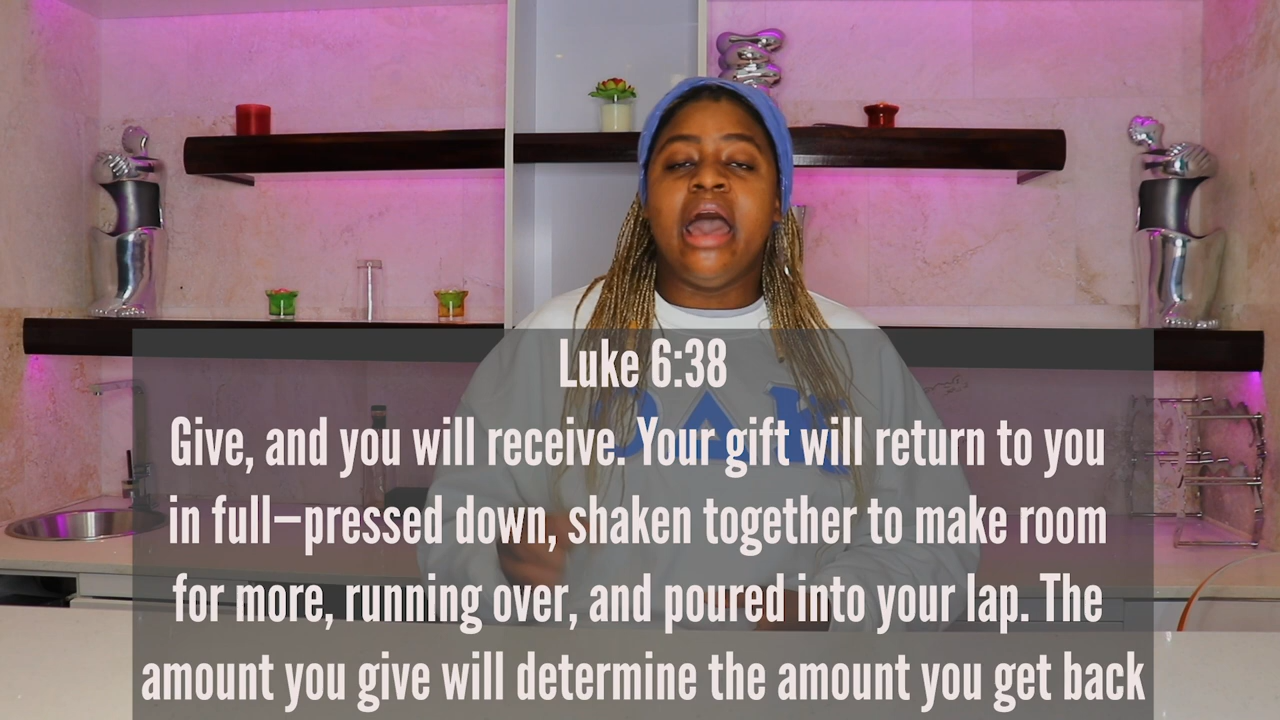 Luke 6:38
Give, and you will receive. Your gift will return to you
in full—pressed down, shaken together to make room
for more, running over, and poured into your lap. The
amount you give will determine the amount you get back